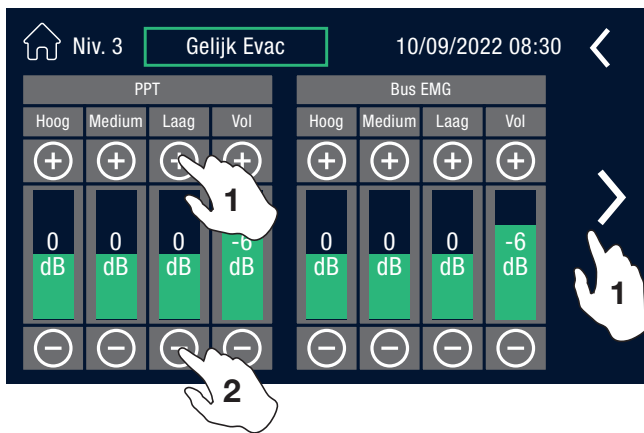 Niv. 3 Gelijk Evac 10/09/2022 08:30
PPT Bus EMG
Hoog Medium Laag Vol Hoog Medium Laag Vol
1
0 0 0 -6 0 0 0 -6
dB dB dB dB dB dB dB dB
1
2